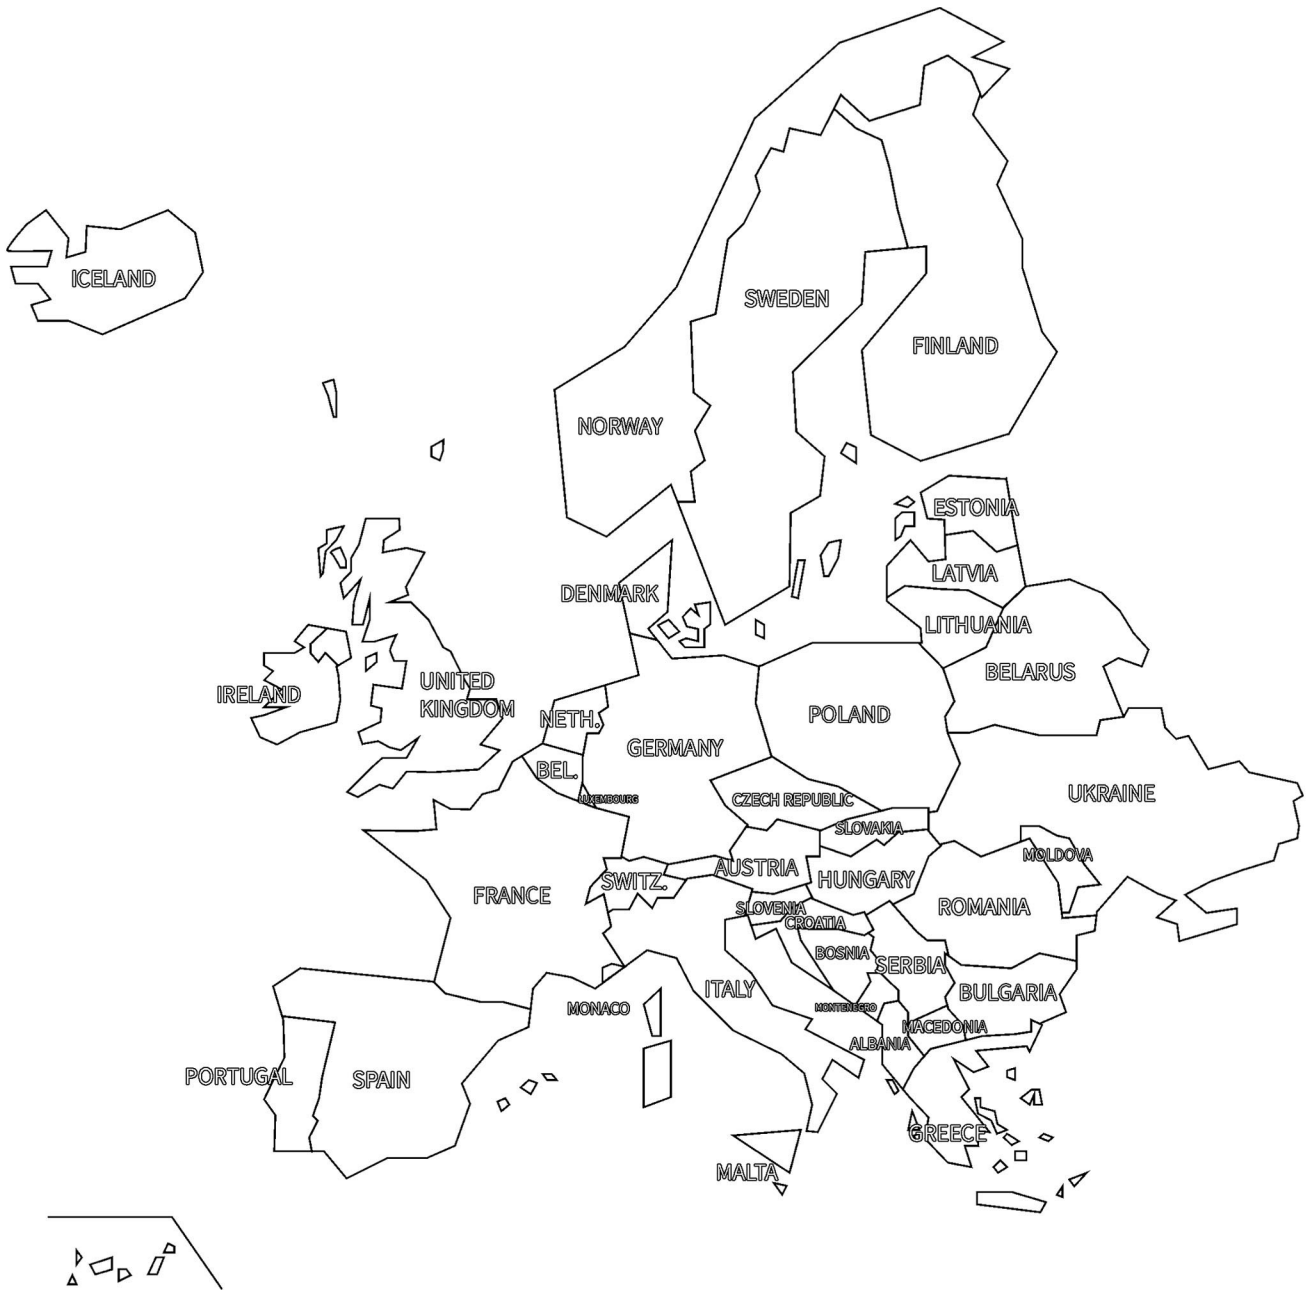 ICELAND
SWEDEN
FINLAND
NORWAY
ESTONIA
LATVIA
DENMARK
LITHUANIA
BELARUS
IRELAND
UNITED
KINGDOM
NETH.
POLAND
GERMANY
BEL.
LUXEMBOURG
CZECH REPUBLIC
UKRAINE
SLOVAKIA
MOLDOVA
AUSTRIA
SWITZ.
HUNGARY
FRANCE
SLOVENIA
ROMANIA
CROATIA
BOSNIA
SERBIA
ITALY
BULGARIA
MONACO
MONTENEGRO
MACEDONIA
ALBANIA
PORTUGAL
SPAIN
GREECE
MALTA